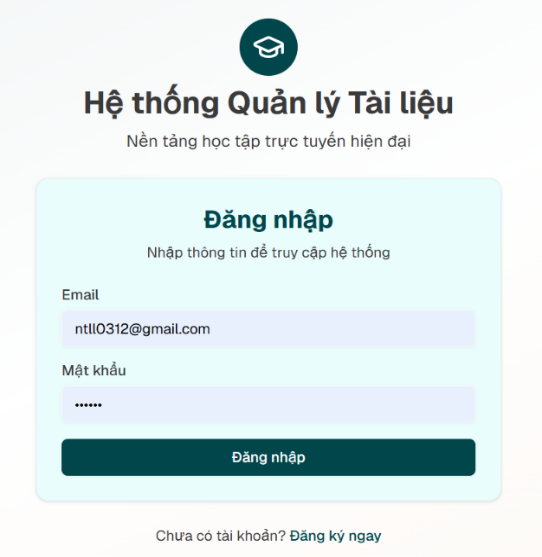 Hệ thống Quản lý Tài liệu
Nền tảng học tập trực tuyến hiện đại
Đăng nhập
Nhập thông tin để truy cập hệ thống
Email
ntll0312@gmail.com
Mật khẩu
••••••
Đăng nhập
Chưa có tài khoản? Đăng ký ngay